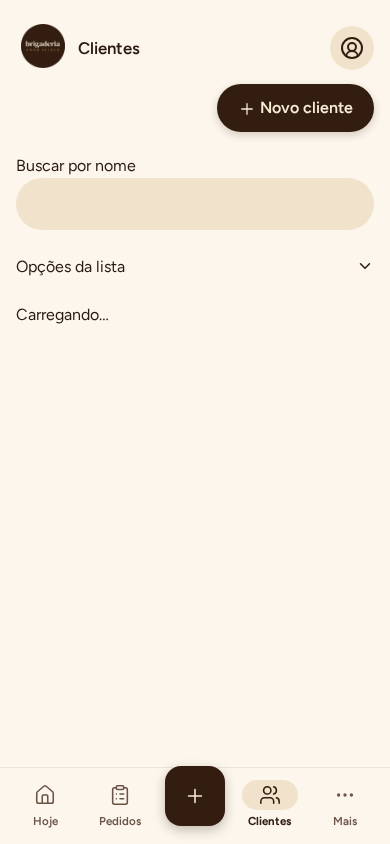 brigaderia
Clientes
+ Novo cliente
Buscar por nome
Opções da lista
Carregando...
Hoje
Pedidos
Clientes
Mais